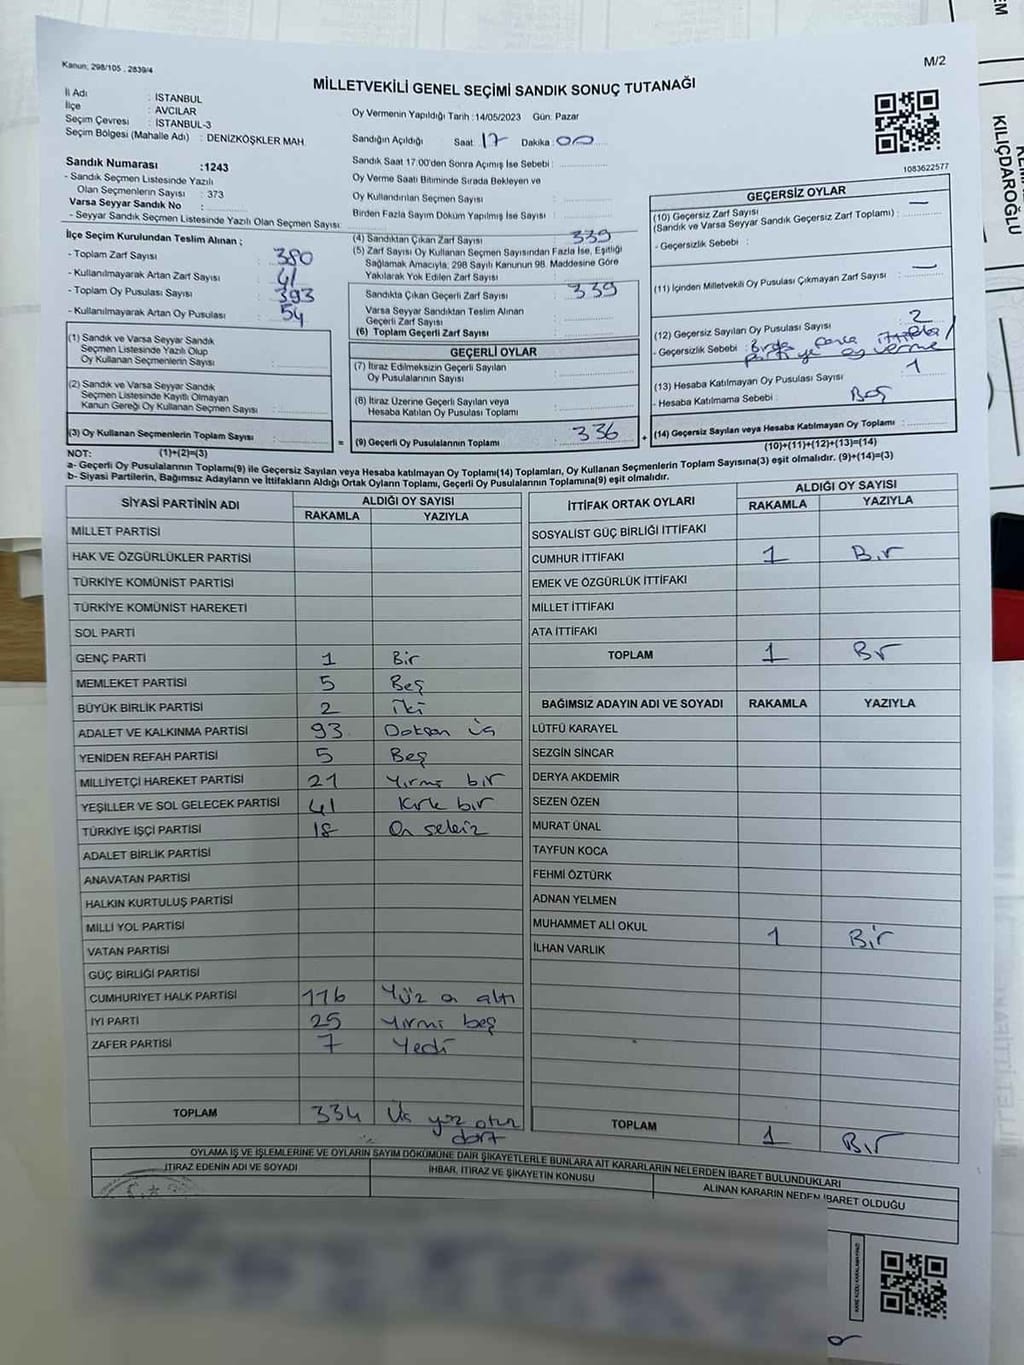 Kanun: 298/105 , 2839/4
M/2
MİLLETVEKİLİ GENEL SEÇİMİ SANDIK SONUÇ TUTANAĞI
İl Adı : İSTANBUL
İlçe : AVCILAR
Seçim Çevresi : İSTANBUL-3
Seçim Bölgesi (Mahalle Adı) : DENİZKÖŞKLER MAH.
Sandık Numarası :1243
- Sandık Seçmen Listesinde Yazılı
Olan Seçmenlerin Sayısı : 373
Varsa Seyyar Sandık No :
- Seyyar Sandık Seçmen Listesinde Yazılı Olan Seçmen Sayısı:
Oy Vermenin Yapıldığı Tarih : 14/05/2023 Gün: Pazar
Sandığın Açıldığı Saat 17 Dakika 00
Sandık Saat 17:00'den Sonra Açımış İse Sebebi :
Oy Verme Saati Bitiminde Sırada Bekleyen ve
Oy Kullandırılan Seçmen Sayısı :
Birden Fazla Sayım Döküm Yapılmış İse Sayısı :
1083622577
İlçe Seçim Kurulundan Teslim Alınan ;
- Toplam Zarf Sayısı : 380
- Kullanılmayarak Artan Zarf Sayısı : 41
- Toplam Oy Pusulası Sayısı : 393
- Kullanılmayarak Artan Oy Pusulası : 54
(1) Sandık ve Varsa Seyyar Sandık
Seçmen Listesinde Yazılı Olup
Oy Kullanan Seçmenlerin Sayısı :
(2) Sandık ve Varsa Seyyar Sandık
Seçmen Listesinde Kayıtlı Olmayan
Kanun Gereği Oy Kullanan Seçmen Sayısı :
(3) Oy Kullanan Seçmenlerin Toplam Sayısı :
(1)+(2)=(3)
(4) Sandıktan Çıkan Zarf Sayısı 339
(5) Zarf Sayısı Oy Kullanan Seçmen Sayısından Fazla İse, Eşitliği
Sağlamak Amacıyla; 298 Sayılı Kanunun 98. Maddesine Göre
Yakılarak Yok Edilen Zarf Sayısı
Sandıkta Çıkan Geçerli Zarf Sayısı : 339
Varsa Seyyar Sandıktan Teslim Alınan
Geçerli Zarf Sayısı :
(6) Toplam Geçerli Zarf Sayısı :
GEÇERLİ OYLAR
(7) İtiraz Edilmeksizin Geçerli Sayılan
Oy Pusulalarının Sayısı :
(8) İtiraz Üzerine Geçerli Sayılan veya
Hesaba Katılan Oy Pusulası Toplamı :
= (9) Geçerli Oy Pusulalarının Toplamı : 336
GEÇERSİZ OYLAR
(10) Geçersiz Zarf Sayısı —
(Sandık ve Varsa Seyyar Sandık Geçersiz Zarf Toplamı) :
- Geçersizlik Sebebi :
(11) İçinden Milletvekili Oy Pusulası Çıkmayan Zarf Sayısı : —
(12) Geçersiz Sayılan Oy Pusulası Sayısı : 2
- Geçersizlik Sebebi : Birden fazla ittifaka/
partiye oy verme
(13) Hesaba Katılmayan Oy Pusulası Sayısı : 1
- Hesaba Katılmama Sebebi : Boş
+ (14) Geçersiz Sayılan veya Hesaba Katılmayan Oy Toplamı :
(10)+(11)+(12)+(13)=(14)
NOT:
a- Geçerli Oy Pusulalarının Toplamı(9) ile Geçersiz Sayılan veya Hesaba katılmayan Oy Toplamı(14) Toplamları, Oy Kullanan Seçmenlerin Toplam Sayısına(3) eşit olmalıdır. (9)+(14)=(3)
b- Siyasi Partilerin, Bağımsız Adayların ve İttifakların Aldığı Ortak Oyların Toplamı, Geçerli Oy Pusulalarının Toplamına(9) eşit olmalıdır.
SİYASİ PARTİNİN ADI ALDIĞI OY SAYISI
RAKAMLA YAZIYLA
MİLLET PARTİSİ
HAK VE ÖZGÜRLÜKLER PARTİSİ
TÜRKİYE KOMÜNİST PARTİSİ
TÜRKİYE KOMÜNİST HAREKETİ
SOL PARTİ
GENÇ PARTİ 1 Bir
MEMLEKET PARTİSİ 5 Beş
BÜYÜK BİRLİK PARTİSİ 2 iki
ADALET VE KALKINMA PARTİSİ 93 Doksan üç
YENİDEN REFAH PARTİSİ 5 Beş
MİLLİYETÇİ HAREKET PARTİSİ 21 Yirmi bir
YEŞİLLER VE SOL GELECEK PARTİSİ 41 Kırk bir
TÜRKİYE İŞÇİ PARTİSİ 18 On sekiz
ADALET BİRLİK PARTİSİ
ANAVATAN PARTİSİ
HALKIN KURTULUŞ PARTİSİ
MİLLİ YOL PARTİSİ
VATAN PARTİSİ
GÜÇ BİRLİĞİ PARTİSİ
CUMHURİYET HALK PARTİSİ 116 Yüz on altı
İYİ PARTİ 25 Yirmi beş
ZAFER PARTİSİ 7 Yedi
TOPLAM 334 Üç yüz otuz
dört
İTTİFAK ORTAK OYLARI ALDIĞI OY SAYISI
RAKAMLA YAZIYLA
SOSYALİST GÜÇ BİRLİĞİ İTTİFAKI
CUMHUR İTTİFAKI 1 Bir
EMEK VE ÖZGÜRLÜK İTTİFAKI
MİLLET İTTİFAKI
ATA İTTİFAKI
TOPLAM 1 Bir
BAĞIMSIZ ADAYIN ADI VE SOYADI RAKAMLA YAZIYLA
LÜTFÜ KARAYEL
SEZGİN SİNCAR
DERYA AKDEMİR
SEZEN ÖZEN
MURAT ÜNAL
TAYFUN KOCA
FEHMİ ÖZTÜRK
ADNAN YELMEN
MUHAMMET ALİ OKUL 1 Bir
İLHAN VARLIK
TOPLAM 1 Bir
OYLAMA İŞ VE İŞLEMLERİNE VE OYLARIN SAYIM DÖKÜMÜNE DAİR ŞİKAYETLERLE BUNLARA AİT KARARLARIN NELERDEN İBARET BULUNDUKLARI
İTİRAZ EDENİN ADI VE SOYADI
İHBAR, İTİRAZ VE ŞİKAYETİN KONUSU
ALINAN KARARIN NEDEN İBARET OLDUĞU
KILIÇDAROĞLU